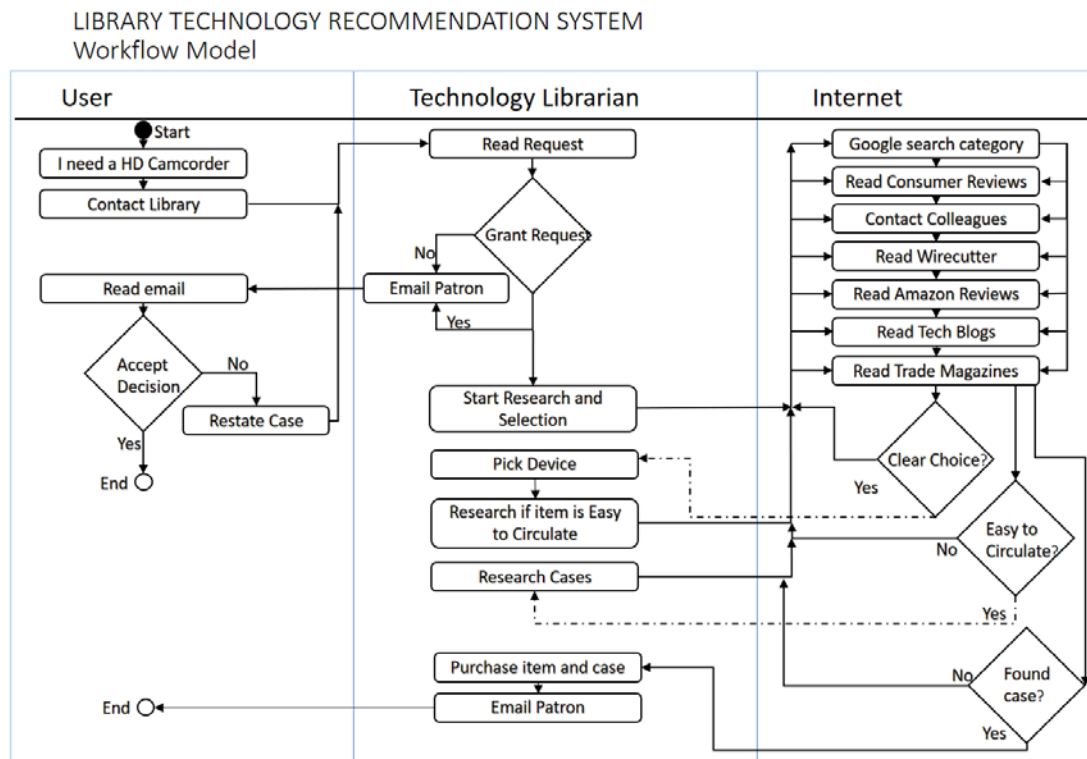 LIBRARY TECHNOLOGY RECOMMENDATION SYSTEM
Workflow Model
User
Technology Librarian
Internet
Start
I need a HD Camcorder
Contact Library
Read email
Accept
Decision
No
Restate Case
Yes
End
End
Read Request
Grant Request
No
Email Patron
Yes
Start Research and
Selection
Pick Device
Research if item is Easy
to Circulate
Research Cases
Purchase item and case
Email Patron
Google search category
Read Consumer Reviews
Contact Colleagues
Read Wirecutter
Read Amazon Reviews
Read Tech Blogs
Read Trade Magazines
Clear Choice?
Yes
Easy to
Circulate?
No
Yes
Found
case?
No
Yes